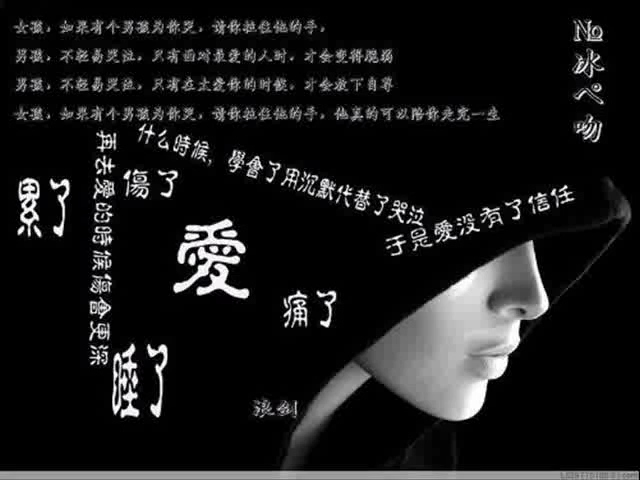 女孩，如果有个男孩为你哭，请你拉住他的手，
男孩，不轻易哭泣，只有面对最爱的人时，才会变得脆弱
男孩，不轻易哭泣，只有在太爱你的时候，才会放下自尊
女孩，如果有个男孩为你哭，请你拉住他的手，他真的可以陪你走完一生
№冰ぺ吻
什么時候，學會了用沉默代替了哭泣
于是愛沒有了信任
再去爱的時候傷會更深
累了
傷了
愛
痛了
睡了
浪剑